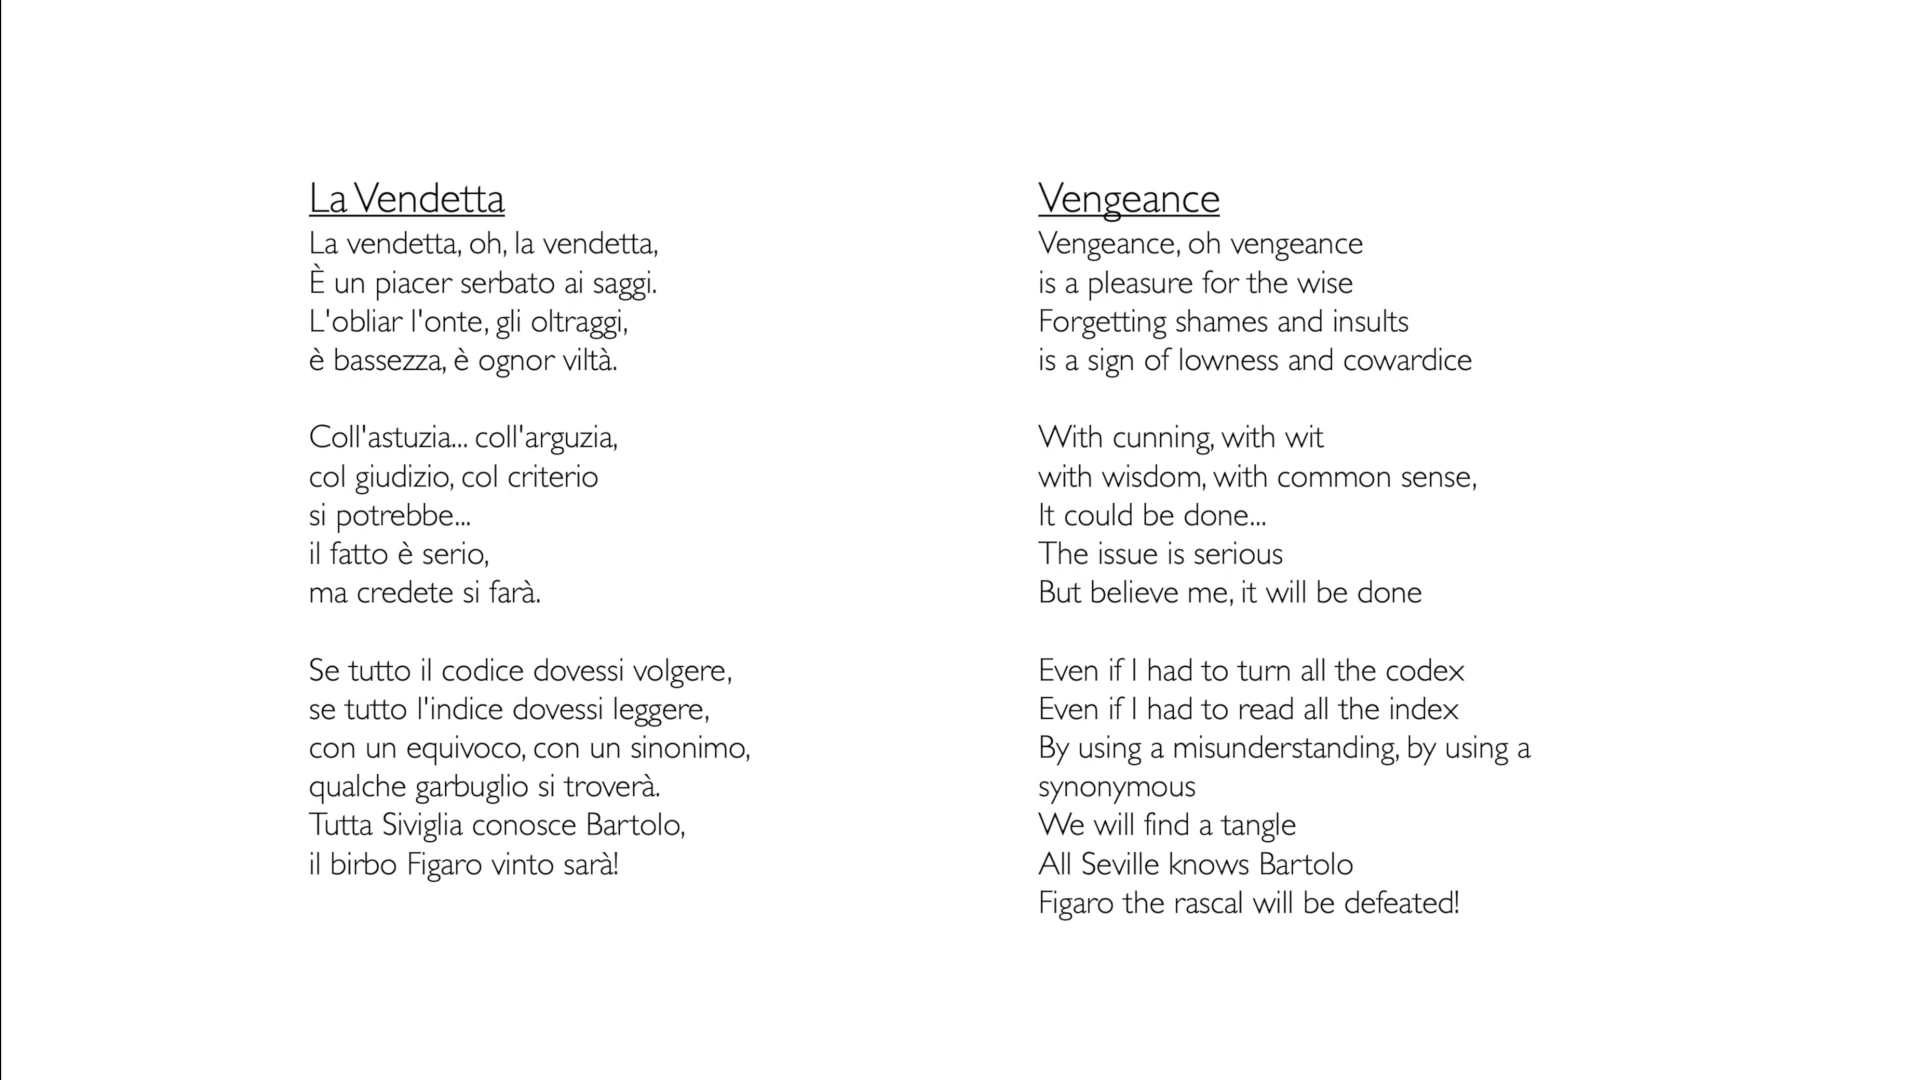 La Vendetta
La vendetta, oh, la vendetta,
È un piacer serbato ai saggi.
L'obliar l'onte, gli oltraggi,
è bassezza, è ognor viltà.
Coll'astuzia... coll'arguzia,
col giudizio, col criterio
si potrebbe...
il fatto è serio,
ma credete si farà.
Se tutto il codice dovessi volgere,
se tutto l'indice dovessi leggere,
con un equivoco, con un sinonimo,
qualche garbuglio si troverà.
Tutta Siviglia conosce Bartolo,
il birbo Figaro vinto sarà!
Vengeance
Vengeance, oh vengeance
is a pleasure for the wise
Forgetting shames and insults
is a sign of lowness and cowardice
With cunning, with wit
with wisdom, with common sense,
It could be done...
The issue is serious
But believe me, it will be done
Even if I had to turn all the codex
Even if I had to read all the index
By using a misunderstanding, by using a
synonymous
We will find a tangle
All Seville knows Bartolo
Figaro the rascal will be defeated!